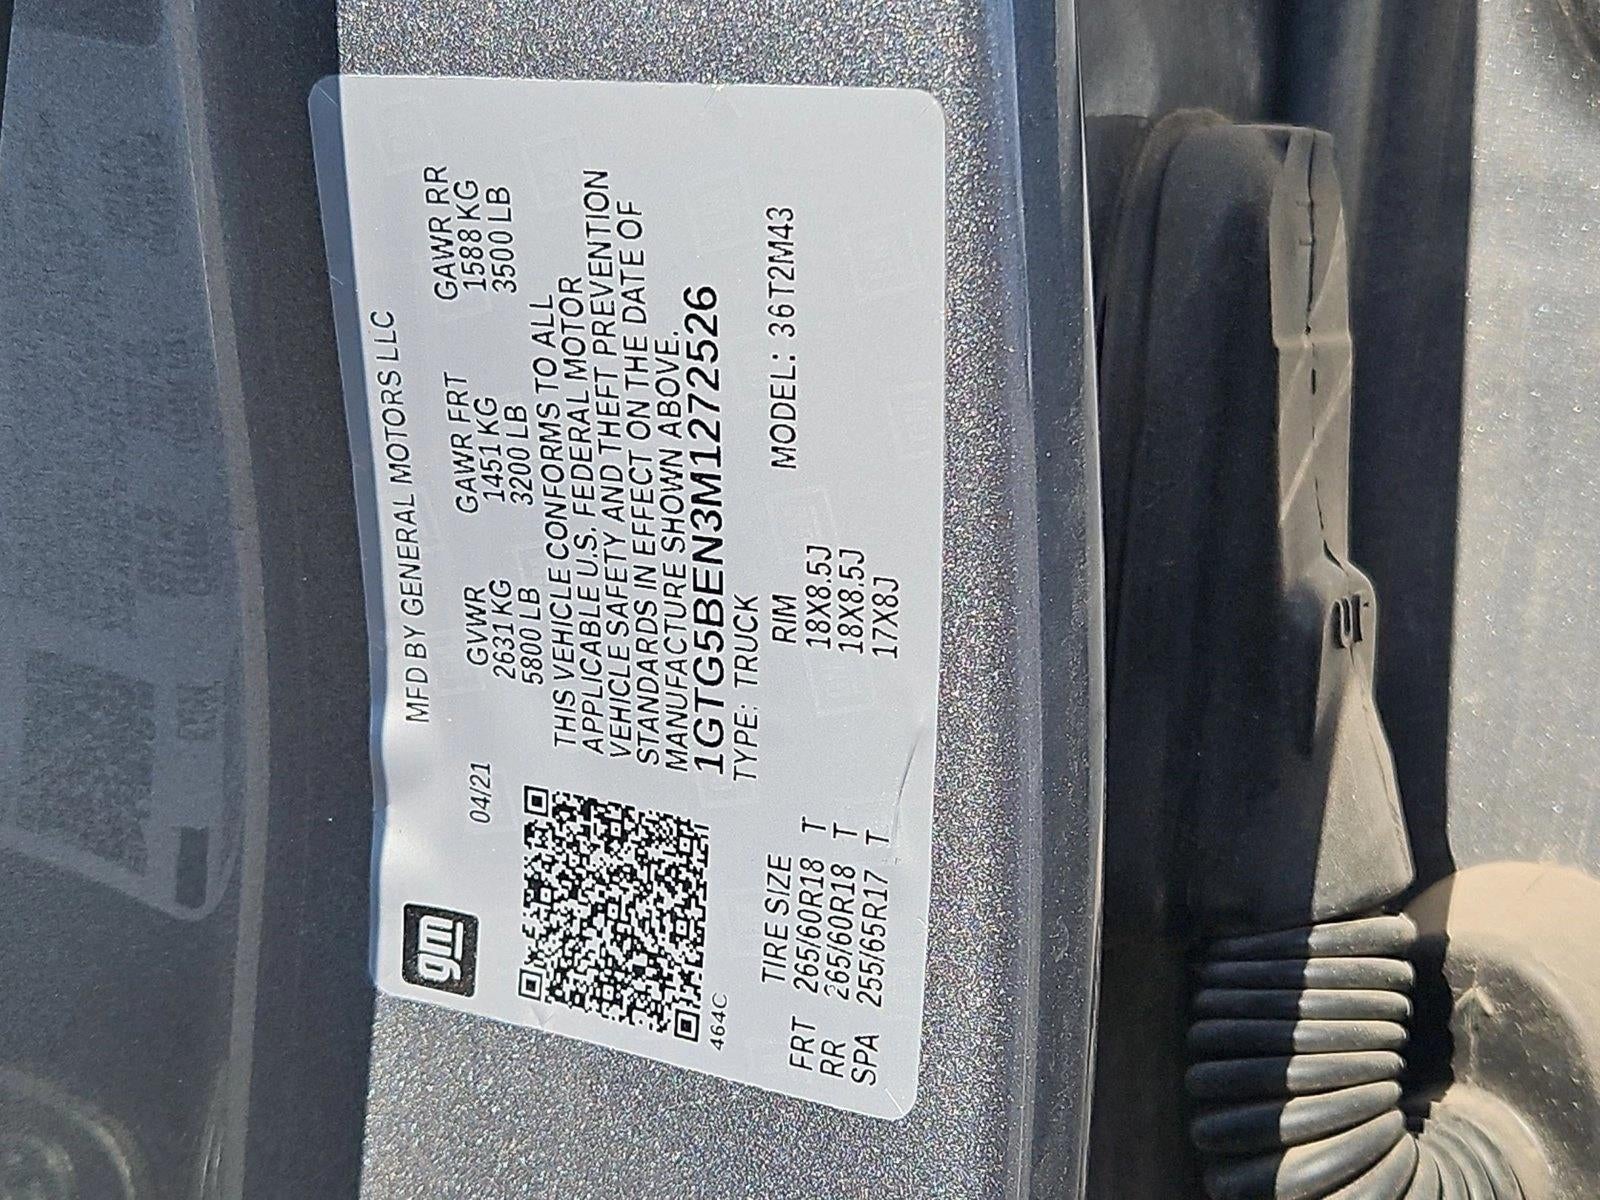 gm
04/21
MFD BY GENERAL MOTORS LLC
GVWR GAWR FRT GAWR RR
2631 KG 1451 KG 1588 KG
5800 LB 3200 LB 3500 LB
THIS VEHICLE CONFORMS TO ALL
APPLICABLE U.S. FEDERAL MOTOR
VEHICLE SAFETY AND THEFT PREVENTION
STANDARDS IN EFFECT ON THE DATE OF
MANUFACTURE SHOWN ABOVE.
1GTG5BEN3M1272526
464C
TYPE: TRUCK
TIRE SIZE RIM MODEL: 36T2M43
FRT 265/60R18 T 18X8.5J
RR 265/60R18 T 18X8.5J
SPA 255/65R17 T 17X8J